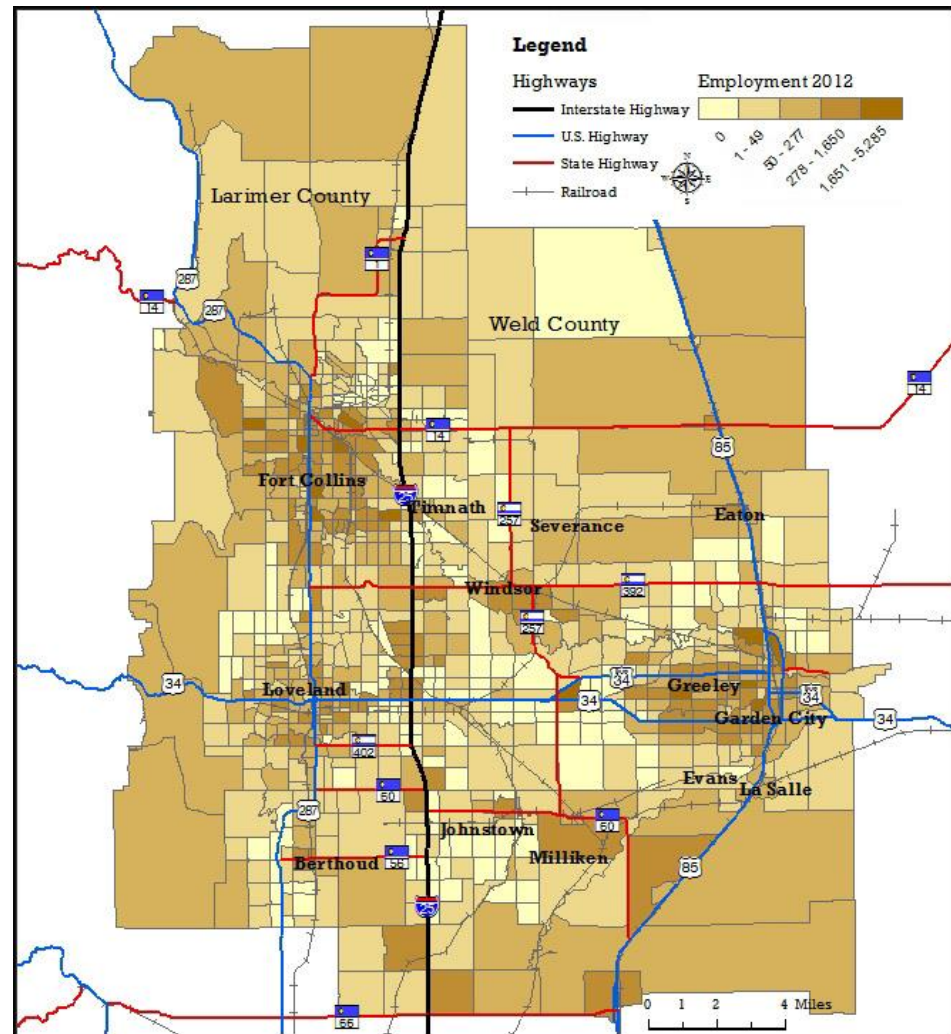 Legend
Highways
Interstate Highway
U.S. Highway
State Highway
Railroad
Employment 2012
0
1 - 49
50 - 277
278 - 1,650
1,651 - 5,285
N
W
E
S
Larimer County
Weld County
1
287
14
287
14
14
85
Fort Collins
25
Timnath
257
Severance
Eaton
Windsor
392
257
34
Loveland
34
34
Greeley
34
Garden City
34
402
Evans
La Salle
60
287
60
Johnstown
Berthoud
56
Milliken
85
25
66
0 1 2 4 Miles